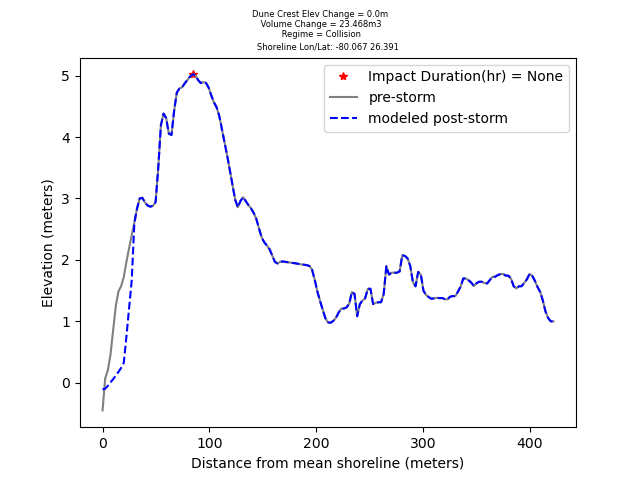 Dune Crest Elev Change = 0.0m
Volume Change = 23.468m3
Regime = Collision
Shoreline Lon/Lat: -80.067 26.391
Impact Duration(hr) = None
pre-storm
modeled post-storm
Elevation (meters)
5
4
3
2
1
0
0 100 200 300 400
Distance from mean shoreline (meters)